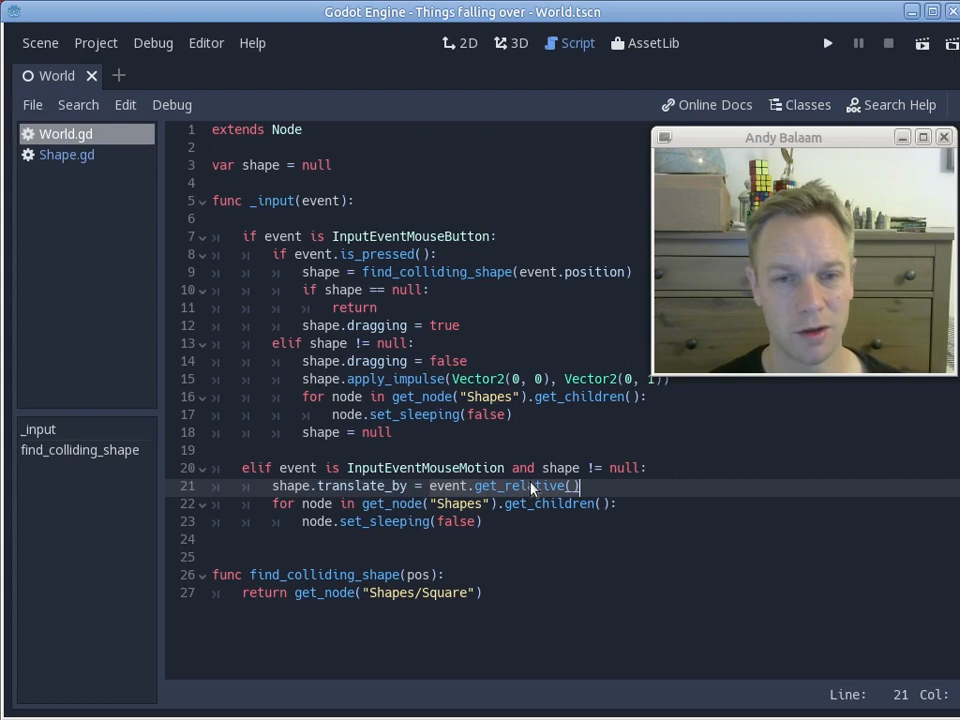 Godot Engine - Things falling over - World.tscn
Scene Project Debug Editor Help 2D 3D Script AssetLib
World
File Search Edit Debug Online Docs Classes Search Help
World.gd
Shape.gd
_input
find_colliding_shape
1 extends Node
2
3 var shape = null
4
5 func _input(event):
6
7 if event is InputEventMouseButton:
8 if event.is_pressed():
9 shape = find_colliding_shape(event.position)
10 if shape == null:
11 return
12 shape.dragging = true
13 elif shape != null:
14 shape.dragging = false
15 shape.apply_impulse(Vector2(0, 0), Vector2(0, 1))
16 for node in get_node("Shapes").get_children():
17 node.set_sleeping(false)
18 shape = null
19
20 elif event is InputEventMouseMotion and shape != null:
21 shape.translate_by = event.get_relative()
22 for node in get_node("Shapes").get_children():
23 node.set_sleeping(false)
24
25
26 func find_colliding_shape(pos):
27 return get_node("Shapes/Square")
Andy Balaam
Line: 21 Col: